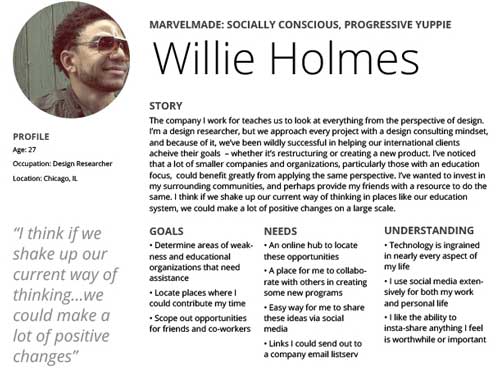 MARVELMADE: SOCIALLY CONSCIOUS, PROGRESSIVE YUPPIE
Willie Holmes
STORY
The company I work for teaches us to look at everything from the perspective of design.
I'm a design researcher, but we approach every project with a design consulting mindset,
and because of it, we've been wildly successful in helping our international clients
acheive their goals – whether it's restructuring or creating a new product. I've noticed
that a lot of smaller companies and organizations, particularly those with an education
focus, could benefit greatly from applying the same perspective. I've wanted to invest in
my surrounding communities, and perhaps provide my friends with a resource to do the
same. I think if we shake up our current way of thinking in places like our education
system, we could make a lot of positive changes on a large scale.
PROFILE
Age: 27
Occupation: Design Researcher
Location: Chicago, IL
“I think if we
shake up our
current way of
thinking...we
could make a
lot of positive
changes”
GOALS
• Determine areas of weak-
ness and educational
organizations that need
assistance
• Locate places where I
could contribute my time
• Scope out opportunities
for friends and co-workers
NEEDS
• An online hub to locate
these opportunities
• A place for me to collabo-
rate with others in creating
some new programs
• Easy way for me to share
these ideas via social
media
• Links I could send out to
a company email listserv
UNDERSTANDING
• Technology is ingrained
in nearly every aspect of
my life
• I use social media exten-
sively for both my work
and personal life
• I like the ability to
insta-share anything I feel
is worthwhile or important